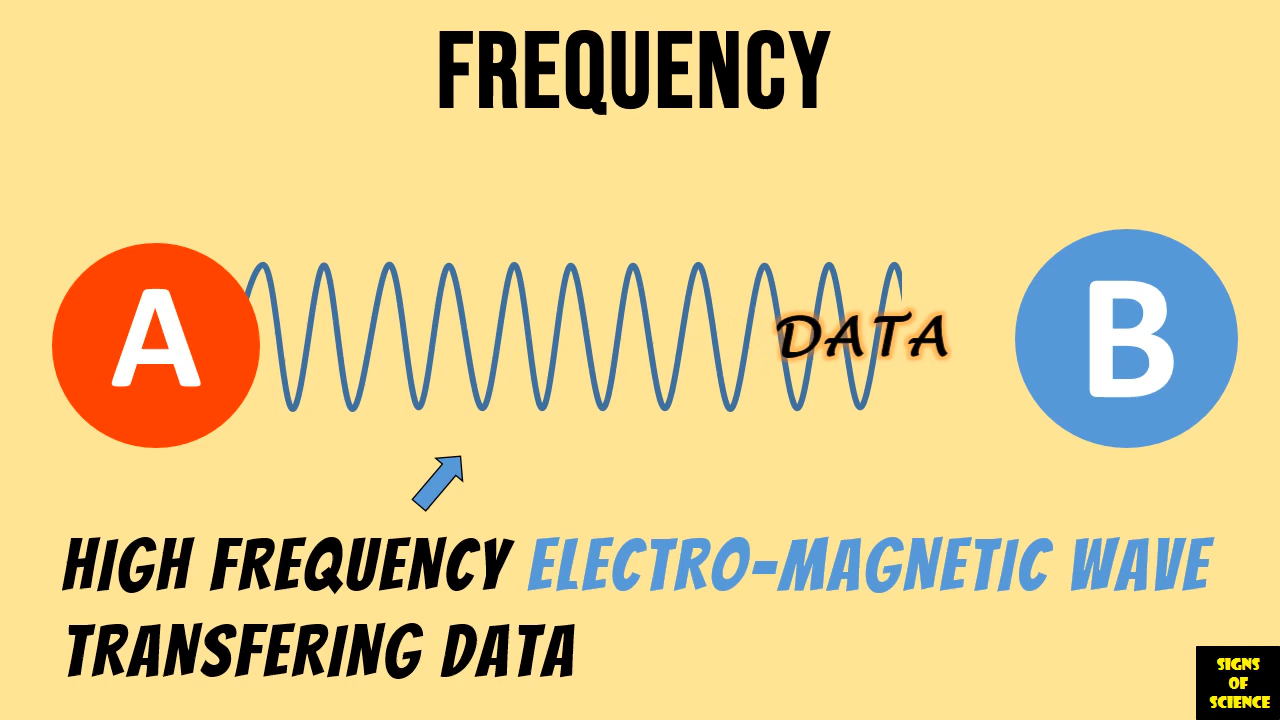 FREQUENCY
A
DATA
B
HIGH FREQUENCY ELECTRO-MAGNETIC WAVE
TRANSFERING DATA
SIGNS
OF
SCIENCE